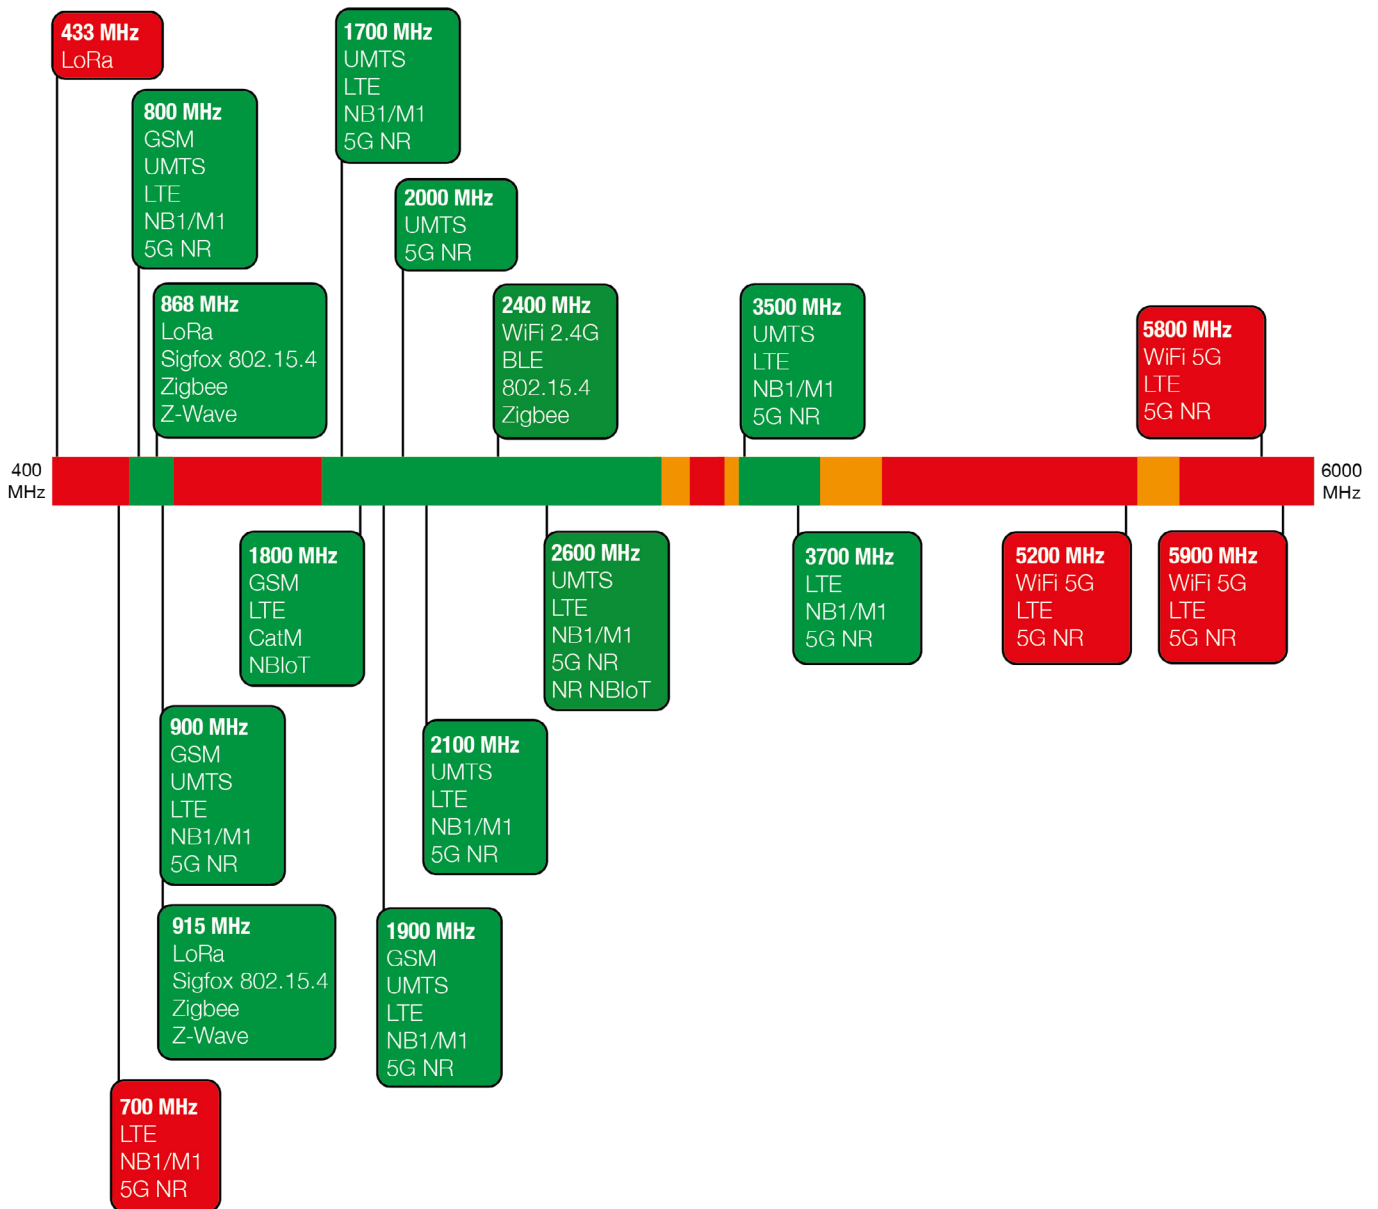 433 MHz
LoRa
800 MHz
GSM
UMTS
LTE
NB1/M1
5G NR
868 MHz
LoRa
Sigfox 802.15.4
Zigbee
Z-Wave
1700 MHz
UMTS
LTE
NB1/M1
5G NR
2000 MHz
UMTS
5G NR
2400 MHz
WiFi 2.4G
BLE
802.15.4
Zigbee
3500 MHz
UMTS
LTE
NB1/M1
5G NR
5800 MHz
WiFi 5G
LTE
5G NR
400
MHz
6000
MHz
1800 MHz
GSM
LTE
CatM
NBIoT
2600 MHz
UMTS
LTE
NB1/M1
5G NR
NR NBIoT
3700 MHz
LTE
NB1/M1
5G NR
5200 MHz
WiFi 5G
LTE
5G NR
5900 MHz
WiFi 5G
LTE
5G NR
900 MHz
GSM
UMTS
LTE
NB1/M1
5G NR
2100 MHz
UMTS
LTE
NB1/M1
5G NR
915 MHz
LoRa
Sigfox 802.15.4
Zigbee
Z-Wave
1900 MHz
GSM
UMTS
LTE
NB1/M1
5G NR
700 MHz
LTE
NB1/M1
5G NR